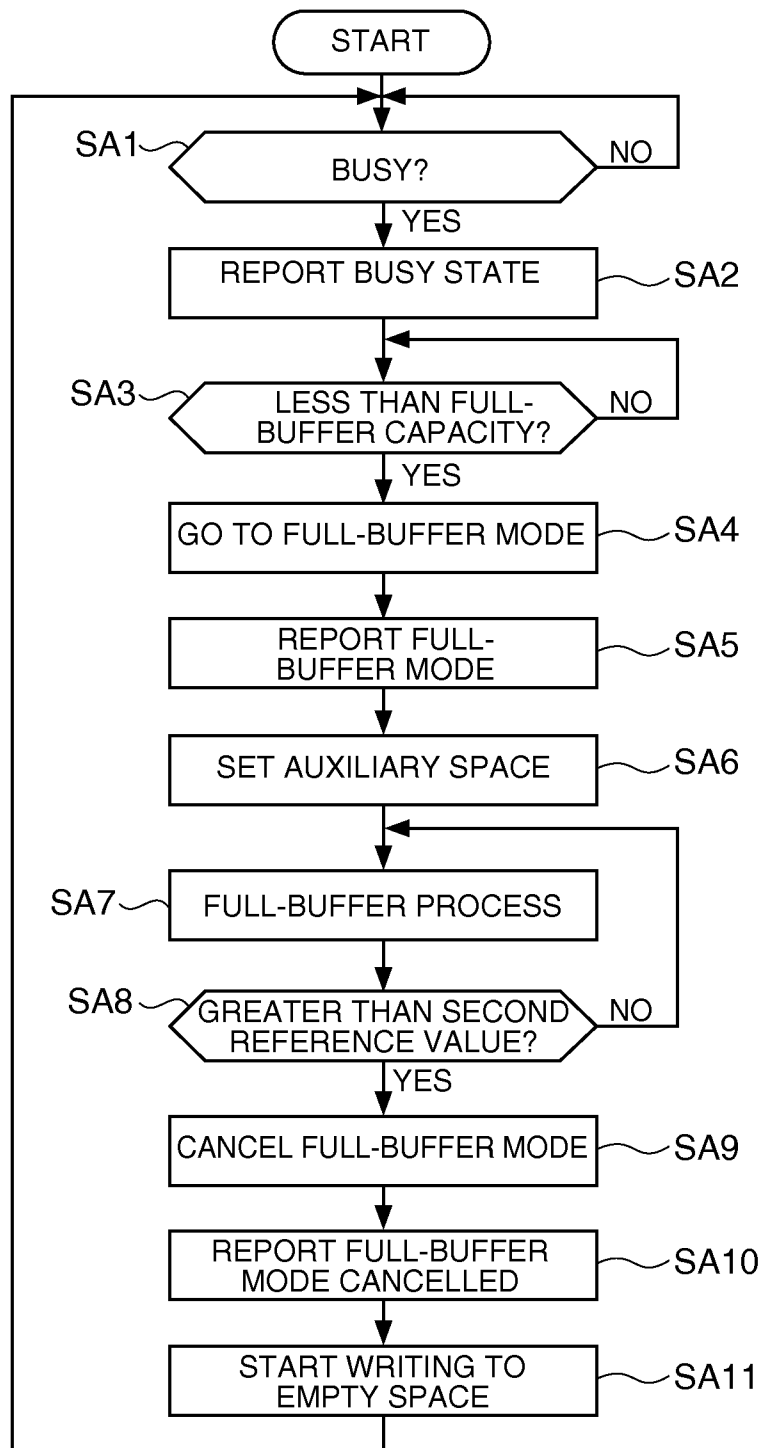 START
SA1
BUSY?
NO
YES
REPORT BUSY STATE
SA2
SA3
LESS THAN FULL-
BUFFER CAPACITY?
NO
YES
GO TO FULL-BUFFER MODE
SA4
REPORT FULL-
BUFFER MODE
SA5
SET AUXILIARY SPACE
SA6
SA7
FULL-BUFFER PROCESS
SA8
GREATER THAN SECOND
REFERENCE VALUE?
NO
YES
CANCEL FULL-BUFFER MODE
SA9
REPORT FULL-BUFFER
MODE CANCELLED
SA10
START WRITING TO
EMPTY SPACE
SA11